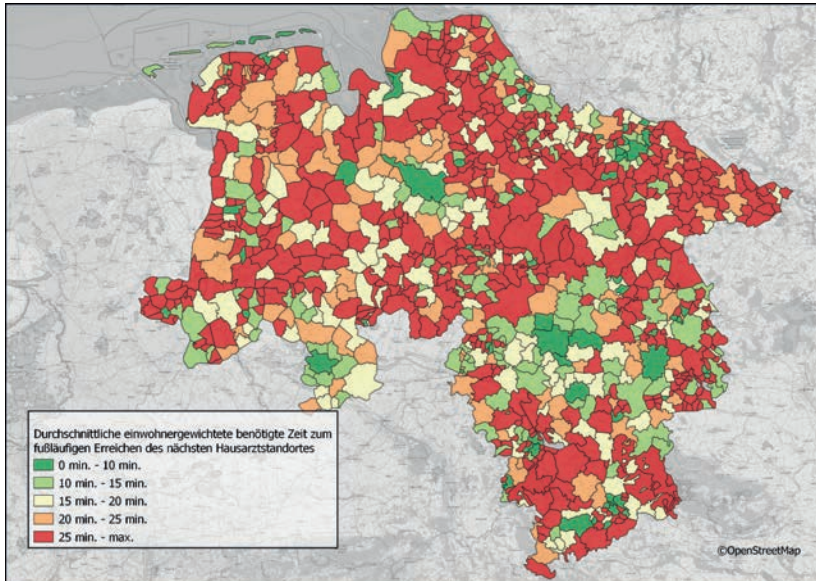 Durchschnittliche einwohnergewichtete benötigte Zeit zum
fußläufigen Erreichen des nächsten Hausarztstandortes
0 min. - 10 min.
10 min. - 15 min.
15 min. - 20 min.
20 min. - 25 min.
25 min. - max.
©OpenStreetMap